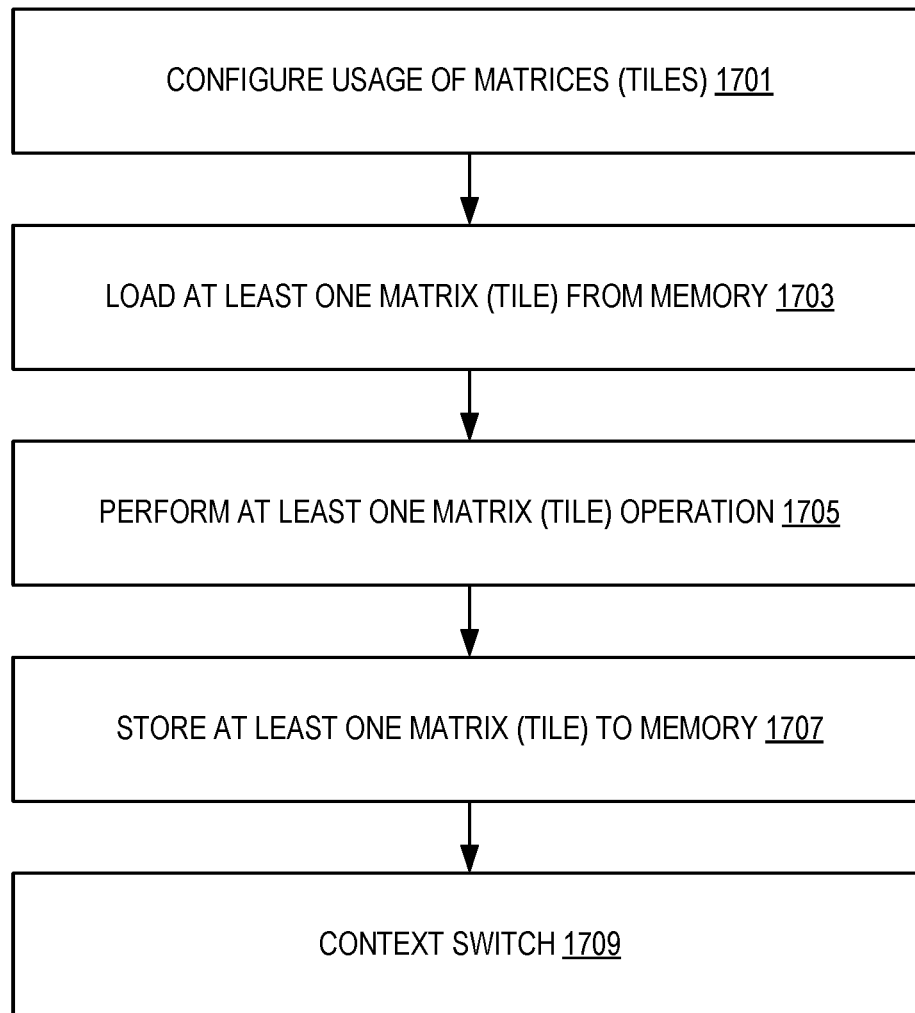 CONFIGURE USAGE OF MATRICES (TILES) 1701
LOAD AT LEAST ONE MATRIX (TILE) FROM MEMORY 1703
PERFORM AT LEAST ONE MATRIX (TILE) OPERATION 1705
STORE AT LEAST ONE MATRIX (TILE) TO MEMORY 1707
CONTEXT SWITCH 1709